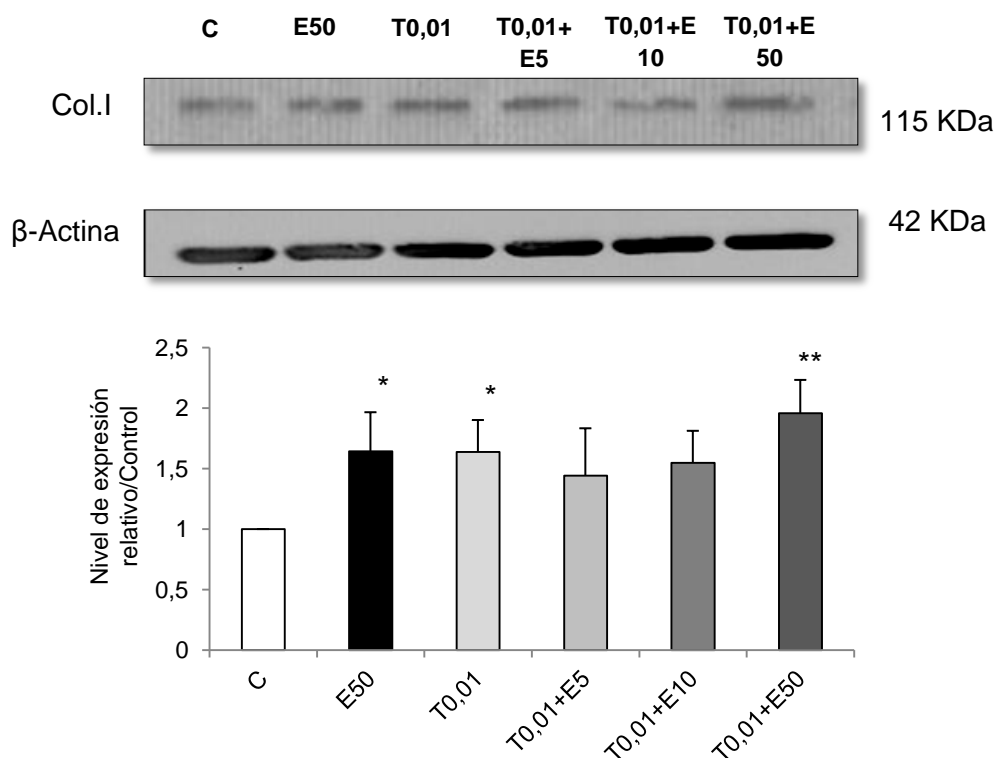 C E50 T0,01 T0,01+ T0,01+E T0,01+E
E5 10 50
Col.I
115 KDa
β-Actina
42 KDa
Nivel de expresión
relativo/Control
2,5
2
1,5
1
0,5
0
*
*
**
C
E50
T0,01
T0,01+E5
T0,01+E10
T0,01+E50